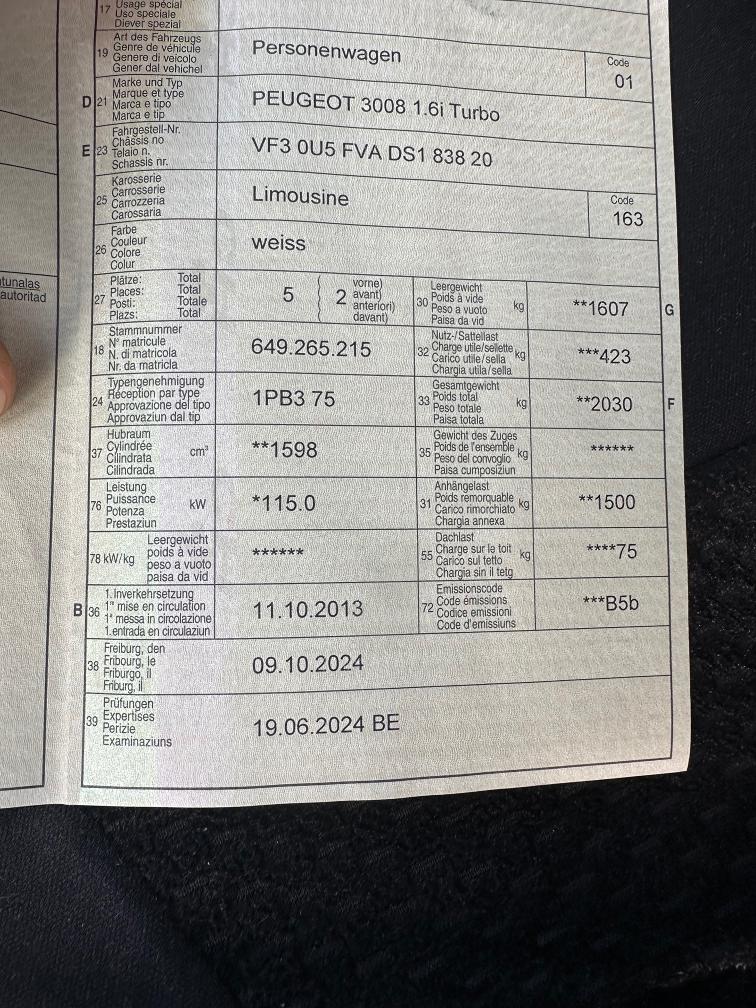 17 Usage spécial
Uso speciale
Diever spezial
19 Art des Fahrzeugs
Genre de véhicule
Genere di veicolo
Gener dal vehichel
Personenwagen
Code
01
D 21 Marke und Typ
Marque et type
Marca e tipo
Marca e tip
PEUGEOT 3008 1.6i Turbo
E 23 Fahrgestell-Nr.
Châssis no
Telaio n.
Schassis nr.
VF3 0U5 FVA DS1 838 20
25 Karosserie
Carrosserie
Carrozzeria
Carossaria
Limousine
Code
163
26 Farbe
Couleur
Colore
Colur
weiss
tunalas
autoritad
27 Plätze: Total
Places: Total
Posti: Totale
Plazs: Total
5 ( 2 vorne)
avant)
anteriori)
davant)
30 Leergewicht
Poids à vide
Peso a vuoto
Paisa da vid
kg
**1607 G
18 Stammnummer
N° matricule
N. di matricola
Nr. da matricla
649.265.215
32 Nutz-/Sattellast
Charge utile/sellette
Carico utile/sella
Chargia utila/sella
kg
***423
24 Typengenehmigung
Réception par type
Approvazione del tipo
Approvaziun dal tip
1PB3 75
33 Gesamtgewicht
Poids total
Peso totale
Paisa totala
kg
**2030 F
37 Hubraum
Cylindrée
Cilindrata
Cilindrada
cm³
**1598
35 Gewicht des Zuges
Poids de l'ensemble
Peso del convoglio
Paisa cumposiziun
kg
******
76 Leistung
Puissance
Potenza
Prestaziun
kW
*115.0
31 Anhängelast
Poids remorquable
Carico rimorchiato
Chargia annexa
kg
**1500
78 kW/kg Leergewicht
poids à vide
peso a vuoto
paisa da vid
******
55 Dachlast
Charge sur le toit
Carico sul tetto
Chargia sin il tetg
kg
****75
B 36 1. Inverkehrsetzung
1re mise en circulation
1a messa in circolazione
1. entrada en circulaziun
11.10.2013
72 Emissionscode
Code émissions
Codice emissioni
Code d'emissiuns
***B5b
38 Freiburg, den
Fribourg, le
Friburgo, il
Friburg, il
09.10.2024
39 Prüfungen
Expertises
Perizie
Examinaziuns
19.06.2024 BE